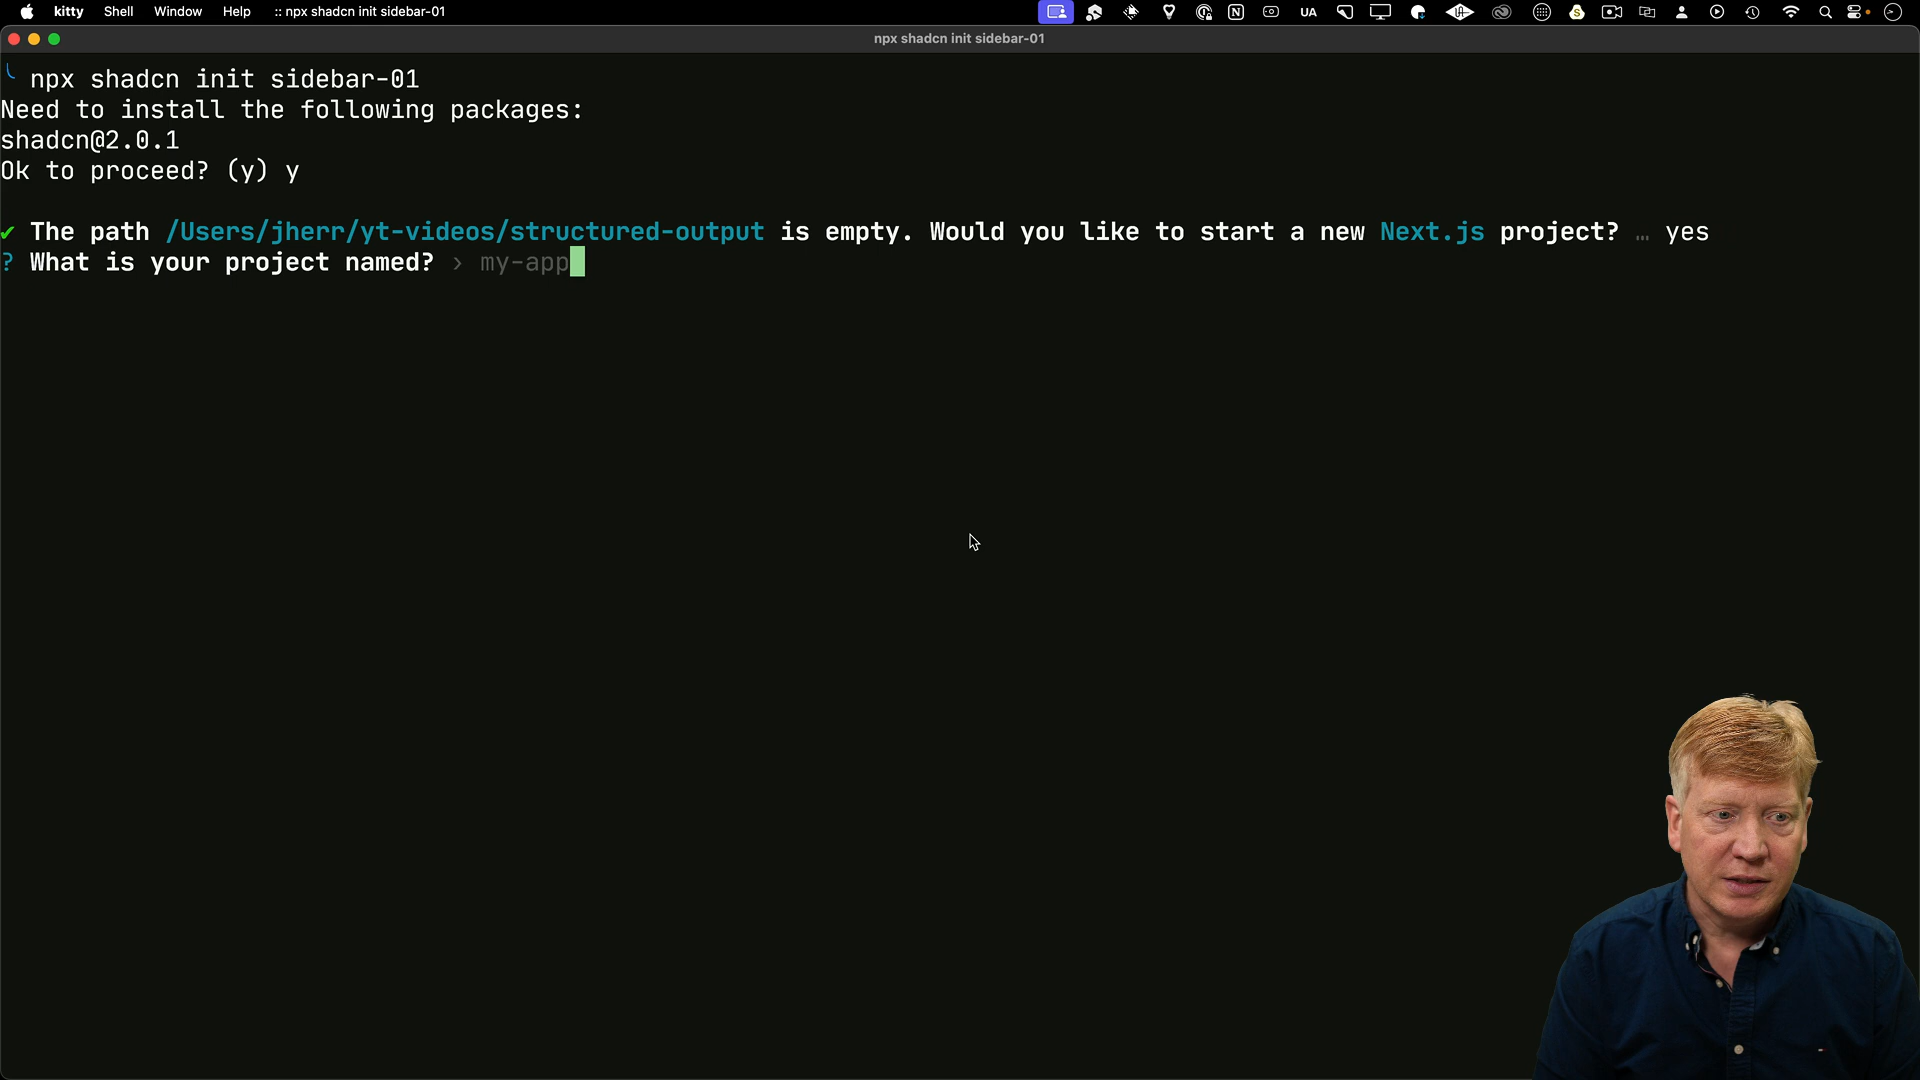 kitty Shell Window Help :: npx shadcn init sidebar-01 UA
npx shadcn init sidebar-01
npx shadcn init sidebar-01
Need to install the following packages:
shadcn@2.0.1
Ok to proceed? (y) y
✔ The path /Users/jherr/yt-videos/structured-output is empty. Would you like to start a new Next.js project? … yes
? What is your project named? › my-app